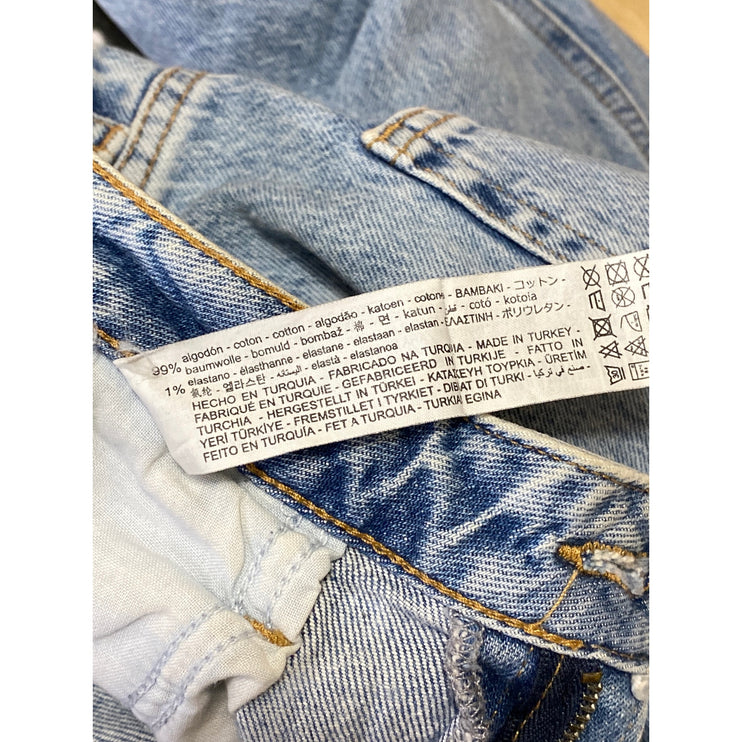 99% algodón - coton - cotton - algodão - katoen - cotone - BAMBAKI - コットン -
baumwolle - bomuld - bombaž - 棉 - 면 - katun - قطن - cotó - kotoia
1% elastano - élasthanne - elastane - elastaan - elastan - ΕΛΑΣΤΙΝΗ - ポリウレタン -
氨纶 - 엘라스탄 - الياستان - elastà - elastanoa
HECHO EN TURQUIA - FABRICADO NA TURQUIA - MADE IN TURKEY -
FABRIQUÉ EN TURQUIE - GEFABRICEERD IN TURKIJE - FATTO IN
TURCHIA - HERGESTELLT IN TÜRKEI - ΚΑΤΑΣΚΕΥΗ ΤΟΥΡΚΙΑ - ÜRETİM
YERİ TÜRKİYE - FREMSTILLET I TYRKIET - DIBUAT DI TURKI - صنع في تركيا -
FEITO EN TURQUÍA - FET A TURQUIA - TURKIAN EGINA